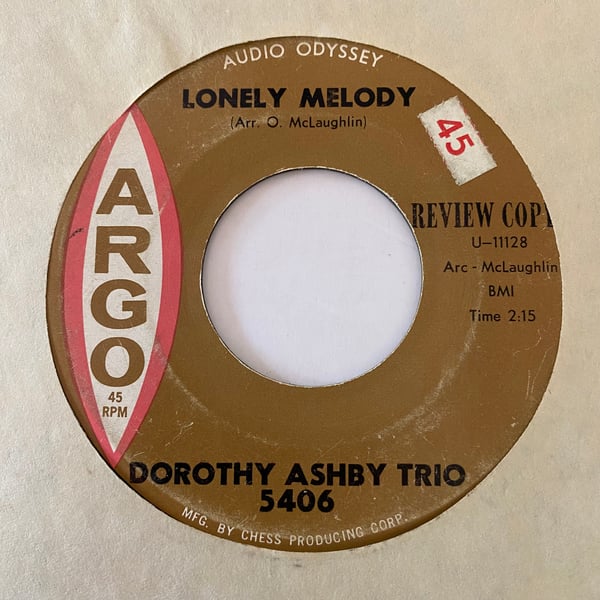 AUDIO ODYSSEY
LONELY MELODY
(Arr. O. McLaughlin)
45
REVIEW COPY
U-11128
Arc - McLaughlin
BMI
Time 2:15
ARGO
45
RPM
DOROTHY ASHBY TRIO
5406
MFG. BY CHESS PRODUCING CORP.